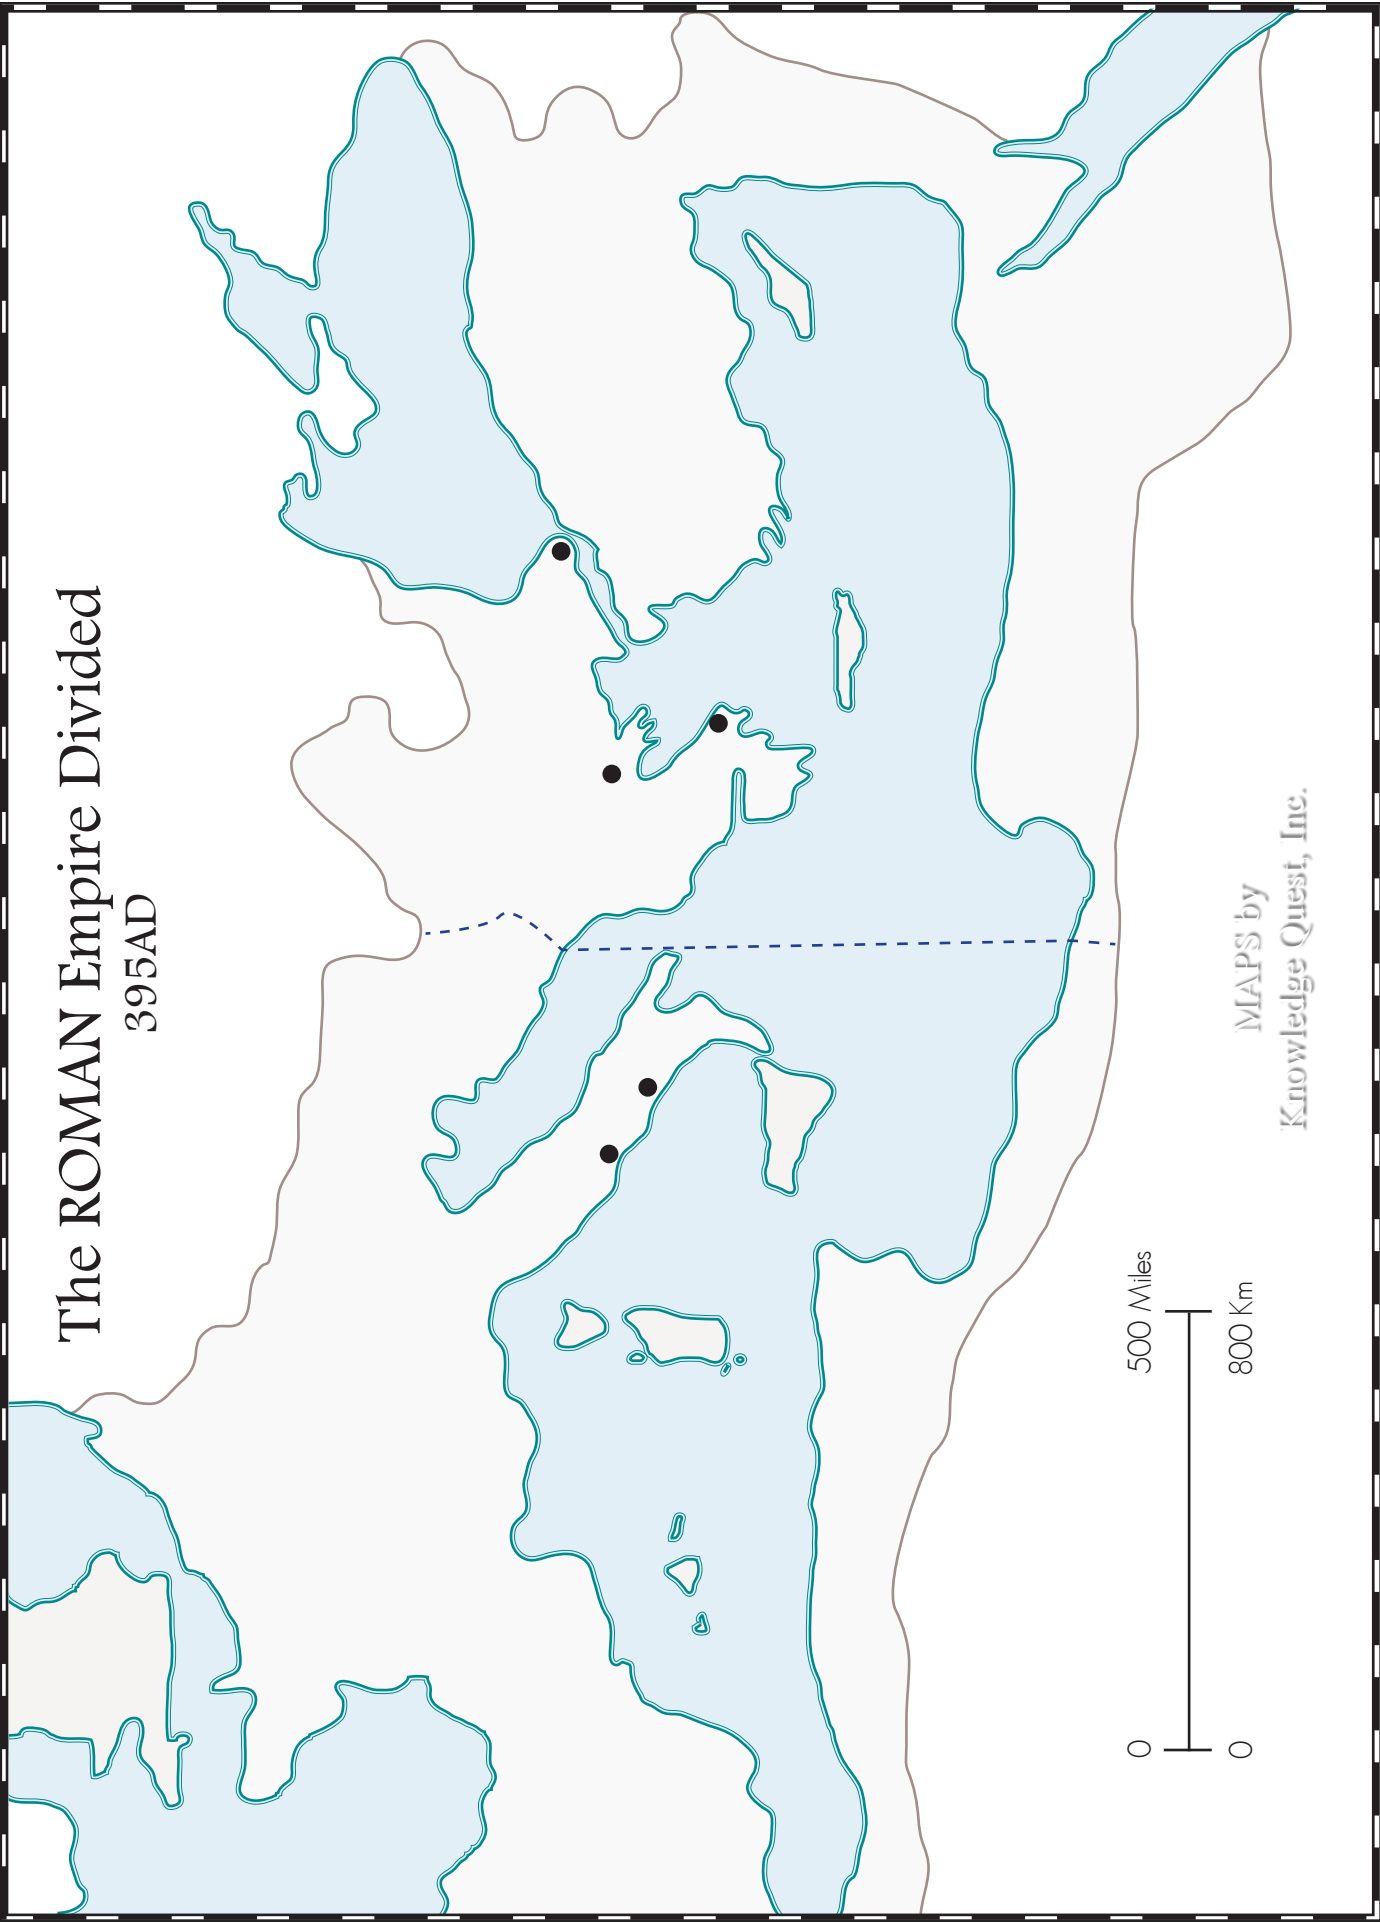 The ROMAN Empire Divided
395AD
MAPS by
Knowledge Quest, Inc.
0 500 Miles
0 800 Km